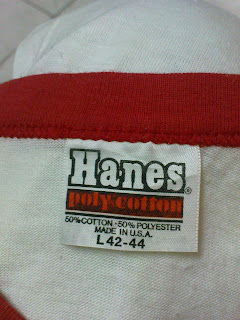 Hanes®
poly-cotton
50% COTTON - 50% POLYESTER
MADE IN U.S.A.
L 42-44